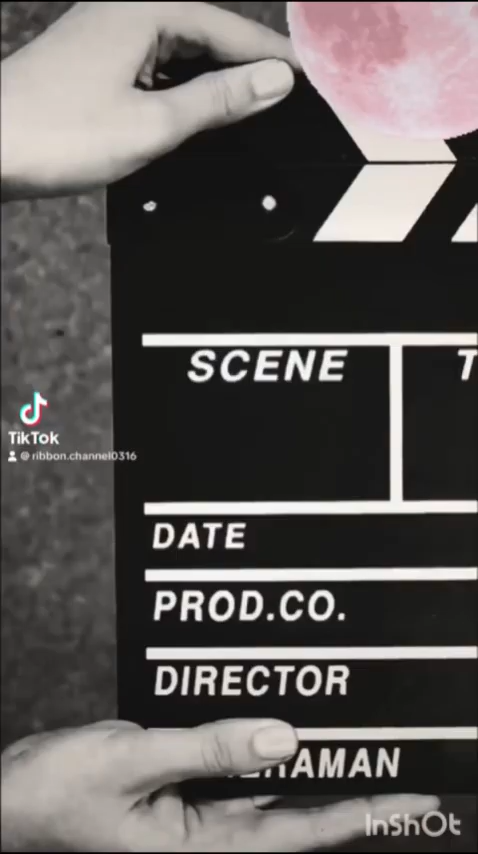 SCENE
TikTok
@ribbon.channel0316
DATE
PROD.CO.
DIRECTOR
InShOt